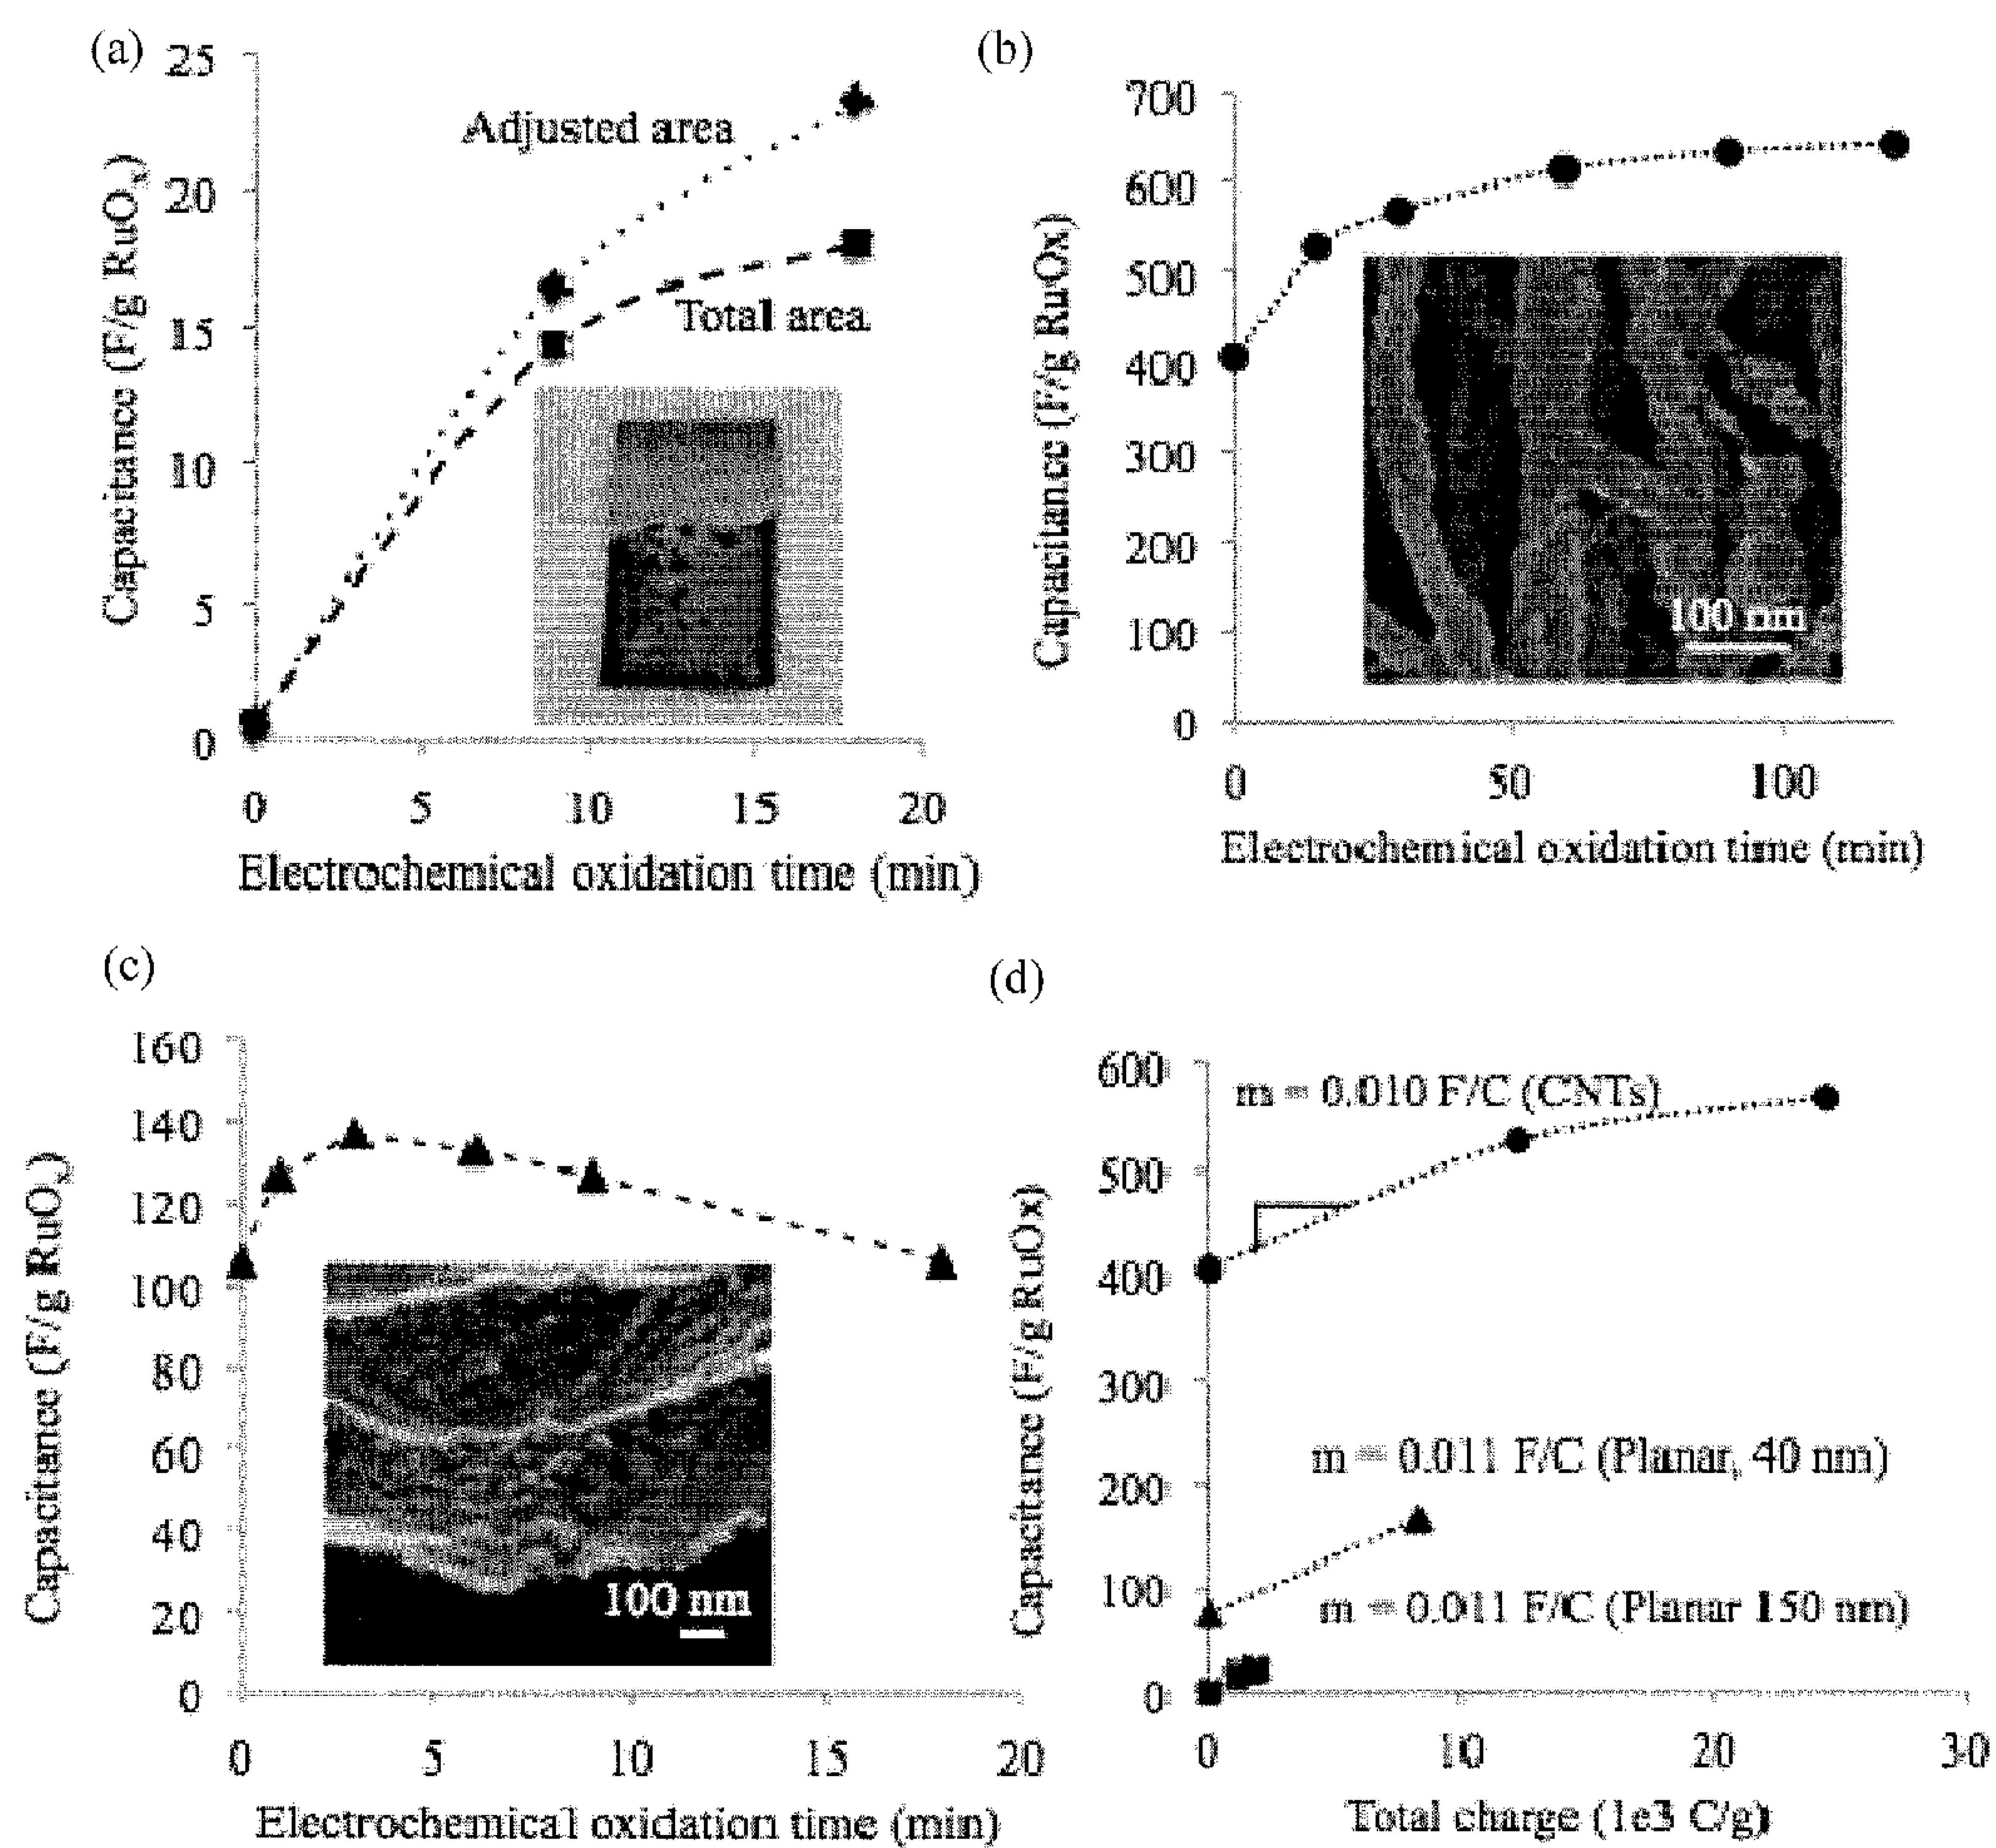 (a)
25
20
15
10
5
0
Capacitance (F/g RuOₓ)
Adjusted area
Total area
0 5 10 15 20
Electrochemical oxidation time (min)
(b)
700
600
500
400
300
200
100
0
Capacitance (F/g RuOx)
100 nm
0 50 100
Electrochemical oxidation time (min)
(c)
160
140
120
100
80
60
40
20
0
Capacitance (F/g RuOₓ)
100 nm
0 5 10 15 20
Electrochemical oxidation time (min)
(d)
600
500
400
300
200
100
0
Capacitance (F/g RuOx)
m = 0.010 F/C (CNTs)
m = 0.011 F/C (Planar, 40 nm)
m = 0.011 F/C (Planar 150 nm)
0 10 20 30
Total charge (1e3 C/g)